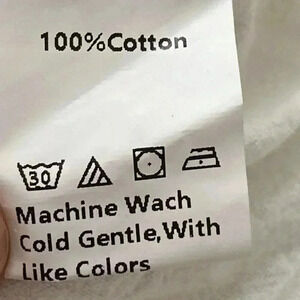 100%Cotton
30
Machine Wach
Cold Gentle,With
Like Colors